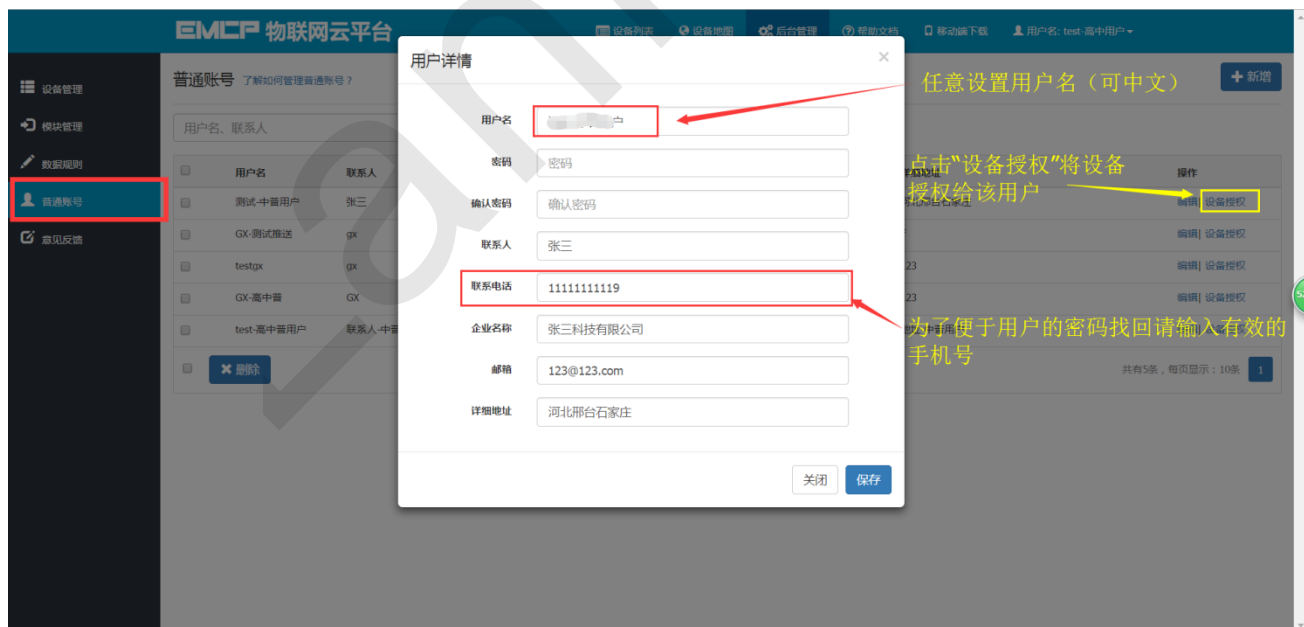 EMCP 物联网云平台
设备列表
设备地图
后台管理
帮助文档
移动端下载
用户名: test-高中用户
设备管理
模块管理
数据规则
普通账号
意见反馈
普通账号 了解如何管理普通账号？
新增
用户名、联系人
用户名 联系人 操作
测试-中普用户 张三 编辑| 设备授权
GX-测试推送 gx 编辑| 设备授权
testgx gx 23 编辑| 设备授权
GX-高中普 GX 23 编辑| 设备授权
test-高中普用户 联系人-中普
删除
共有5条，每页显示：10条 1
用户详情
×
用户名
密码 密码
确认密码 确认密码
联系人 张三
联系电话 11111111119
企业名称 张三科技有限公司
邮箱 123@123.com
详细地址 河北邢台石家庄
关闭 保存
任意设置用户名（可中文）
点击“设备授权”将设备
授权给该用户
为了便于用户的密码找回请输入有效的
手机号